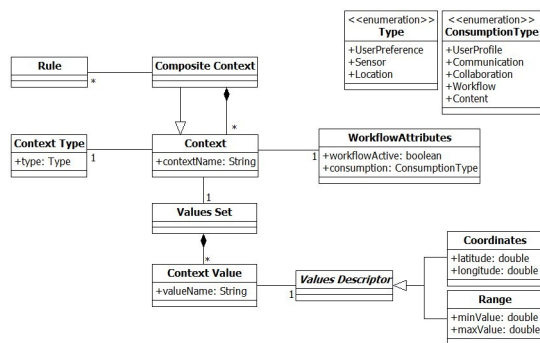 <<enumeration>>
Type
+UserPreference
+Sensor
+Location
<<enumeration>>
ConsumptionType
+UserProfile
+Communication
+Collaboration
+Workflow
+Content
Rule
*
Composite Context
*
Context Type
+type: Type
1
Context
+contextName: String
1
WorkflowAttributes
+workflowActive: boolean
+consumption: ConsumptionType
1
Values Set
*
Context Value
+valueName: String
1
Values Descriptor
Coordinates
+latitude: double
+longitude: double
Range
+minValue: double
+maxValue: double